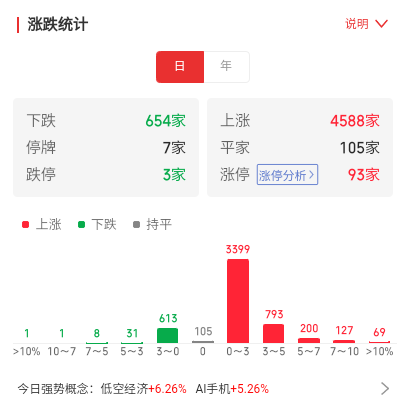 涨跌统计 说明
日 年
下跌 654家 上涨 4588家
停牌 7家 平家 105家
跌停 3家 涨停 涨停分析 93家
上涨 下跌 持平
3399
793
613
200
127
105
69
1 1 8 31
>10% 10～7 7～5 5～3 3～0 0 0～3 3～5 5～7 7～10 >10%
今日强势概念：低空经济+6.26% AI手机+5.26%